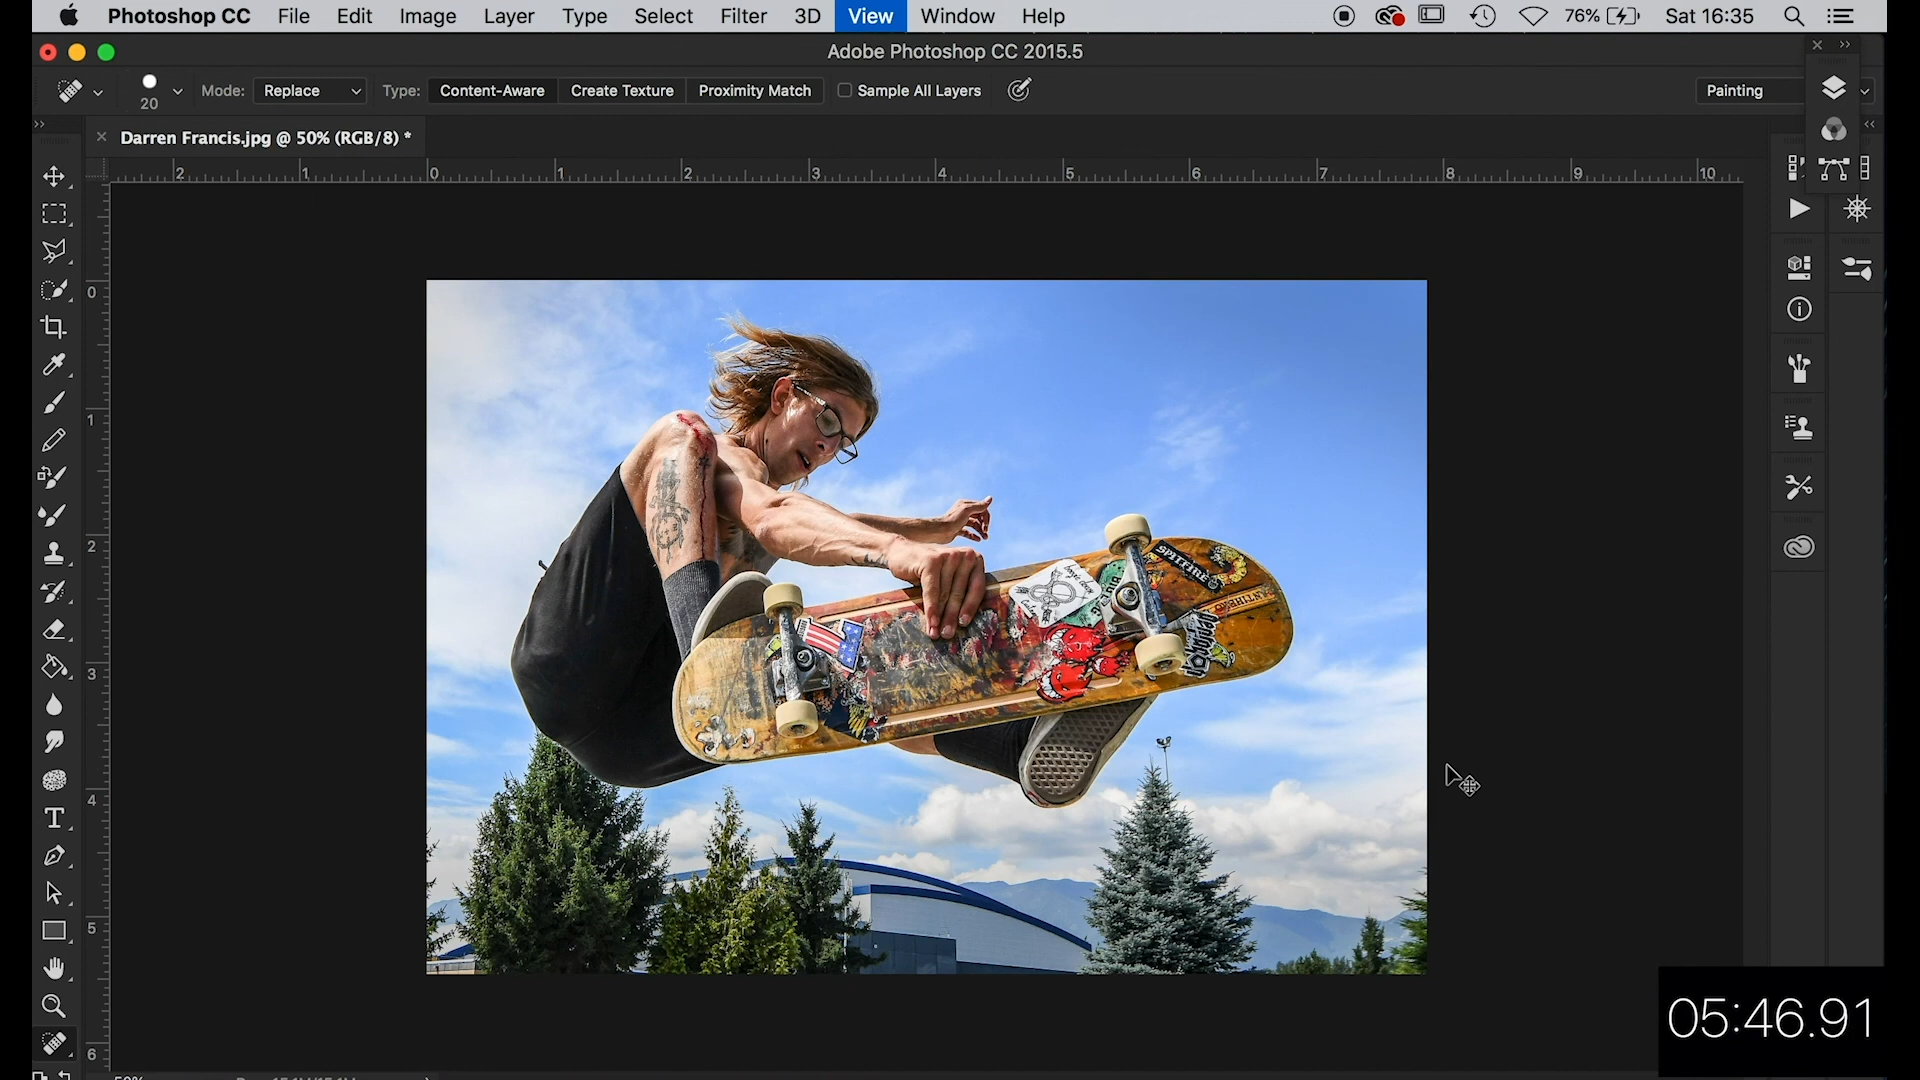 Photoshop CC File Edit Image Layer Type Select Filter 3D View Window Help 76% Sat 16:35
Adobe Photoshop CC 2015.5
20 Mode: Replace Type: Content-Aware Create Texture Proximity Match Sample All Layers Painting
Darren Francis.jpg @ 50% (RGB/8) *
2 1 0 1 2 3 4 5 6 7 8 9 10
0
1
2
3
4
5
6
SPITFIRE
ANTIHERO
05:46.91